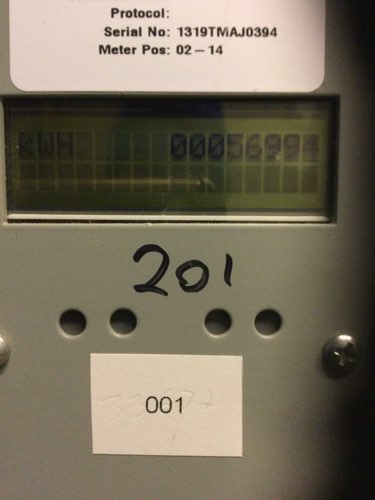 Protocol:
Serial No: 1319TMAJ0394
Meter Pos: 02-14
KWH 00056994
201
001